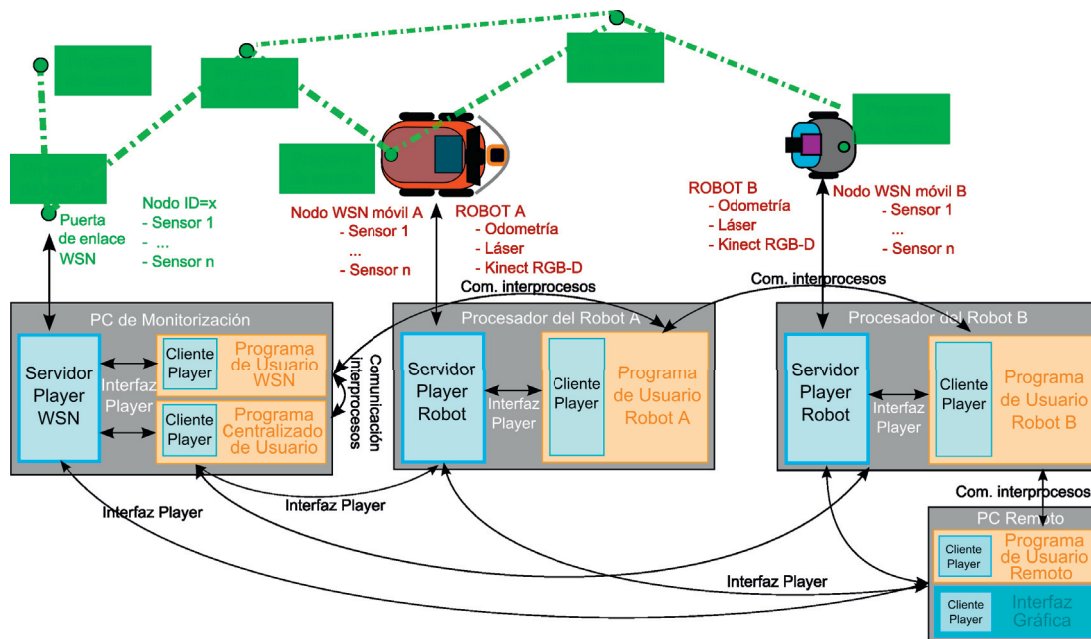 Puerta
de enlace
WSN
Nodo ID=x
- Sensor 1
- ...
- Sensor n
Nodo WSN móvil A
- Sensor 1
...
- Sensor n
ROBOT A
- Odometría
- Láser
- Kinect RGB-D
ROBOT B
- Odometría
- Láser
- Kinect RGB-D
Nodo WSN móvil B
- Sensor 1
...
- Sensor n
Com. interprocesos
Com. interprocesos
PC de Monitorización
Servidor
Player
WSN
Interfaz
Player
Cliente
Player
Programa
de Usuario
WSN
Cliente
Player
Programa
Centralizado
de Usuario
Comunicación
interprocesos
Procesador del Robot A
Servidor
Player
Robot
Interfaz
Player
Cliente
Player
Programa
de Usuario
Robot A
Procesador del Robot B
Servidor
Player
Robot
Interfaz
Player
Cliente
Player
Programa
de Usuario
Robot B
Interfaz Player
Interfaz Player
Interfaz Player
Com. interprocesos
PC Remoto
Cliente
Player
Programa
de Usuario
Remoto
Cliente
Player
Interfaz
Gráfica